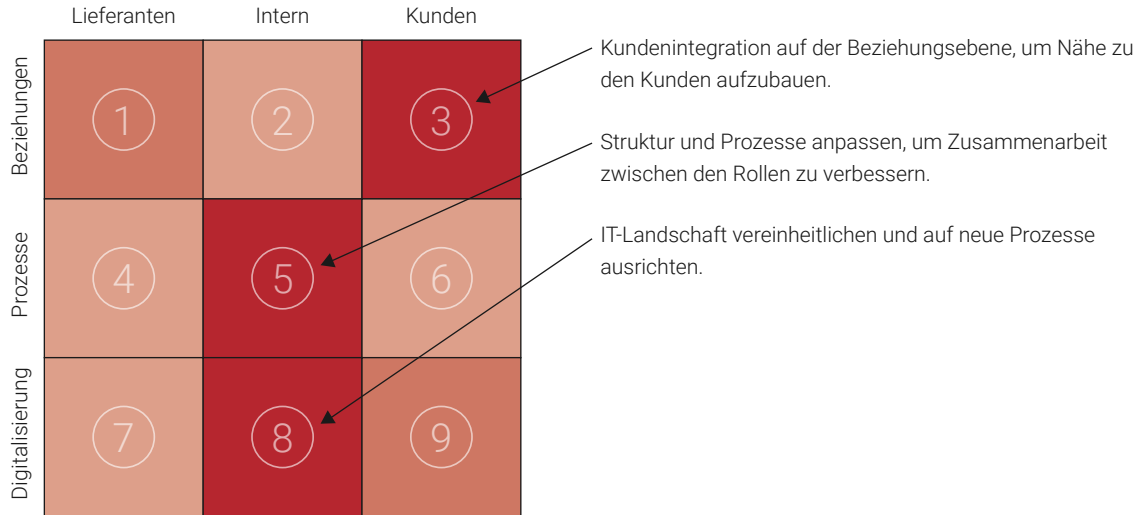 Lieferanten Intern Kunden
Beziehungen
1 2 3
Kundenintegration auf der Beziehungsebene, um Nähe zu
den Kunden aufzubauen.
Struktur und Prozesse anpassen, um Zusammenarbeit
zwischen den Rollen zu verbessern.
Prozesse
4 5 6
IT-Landschaft vereinheitlichen und auf neue Prozesse
ausrichten.
Digitalisierung
7 8 9